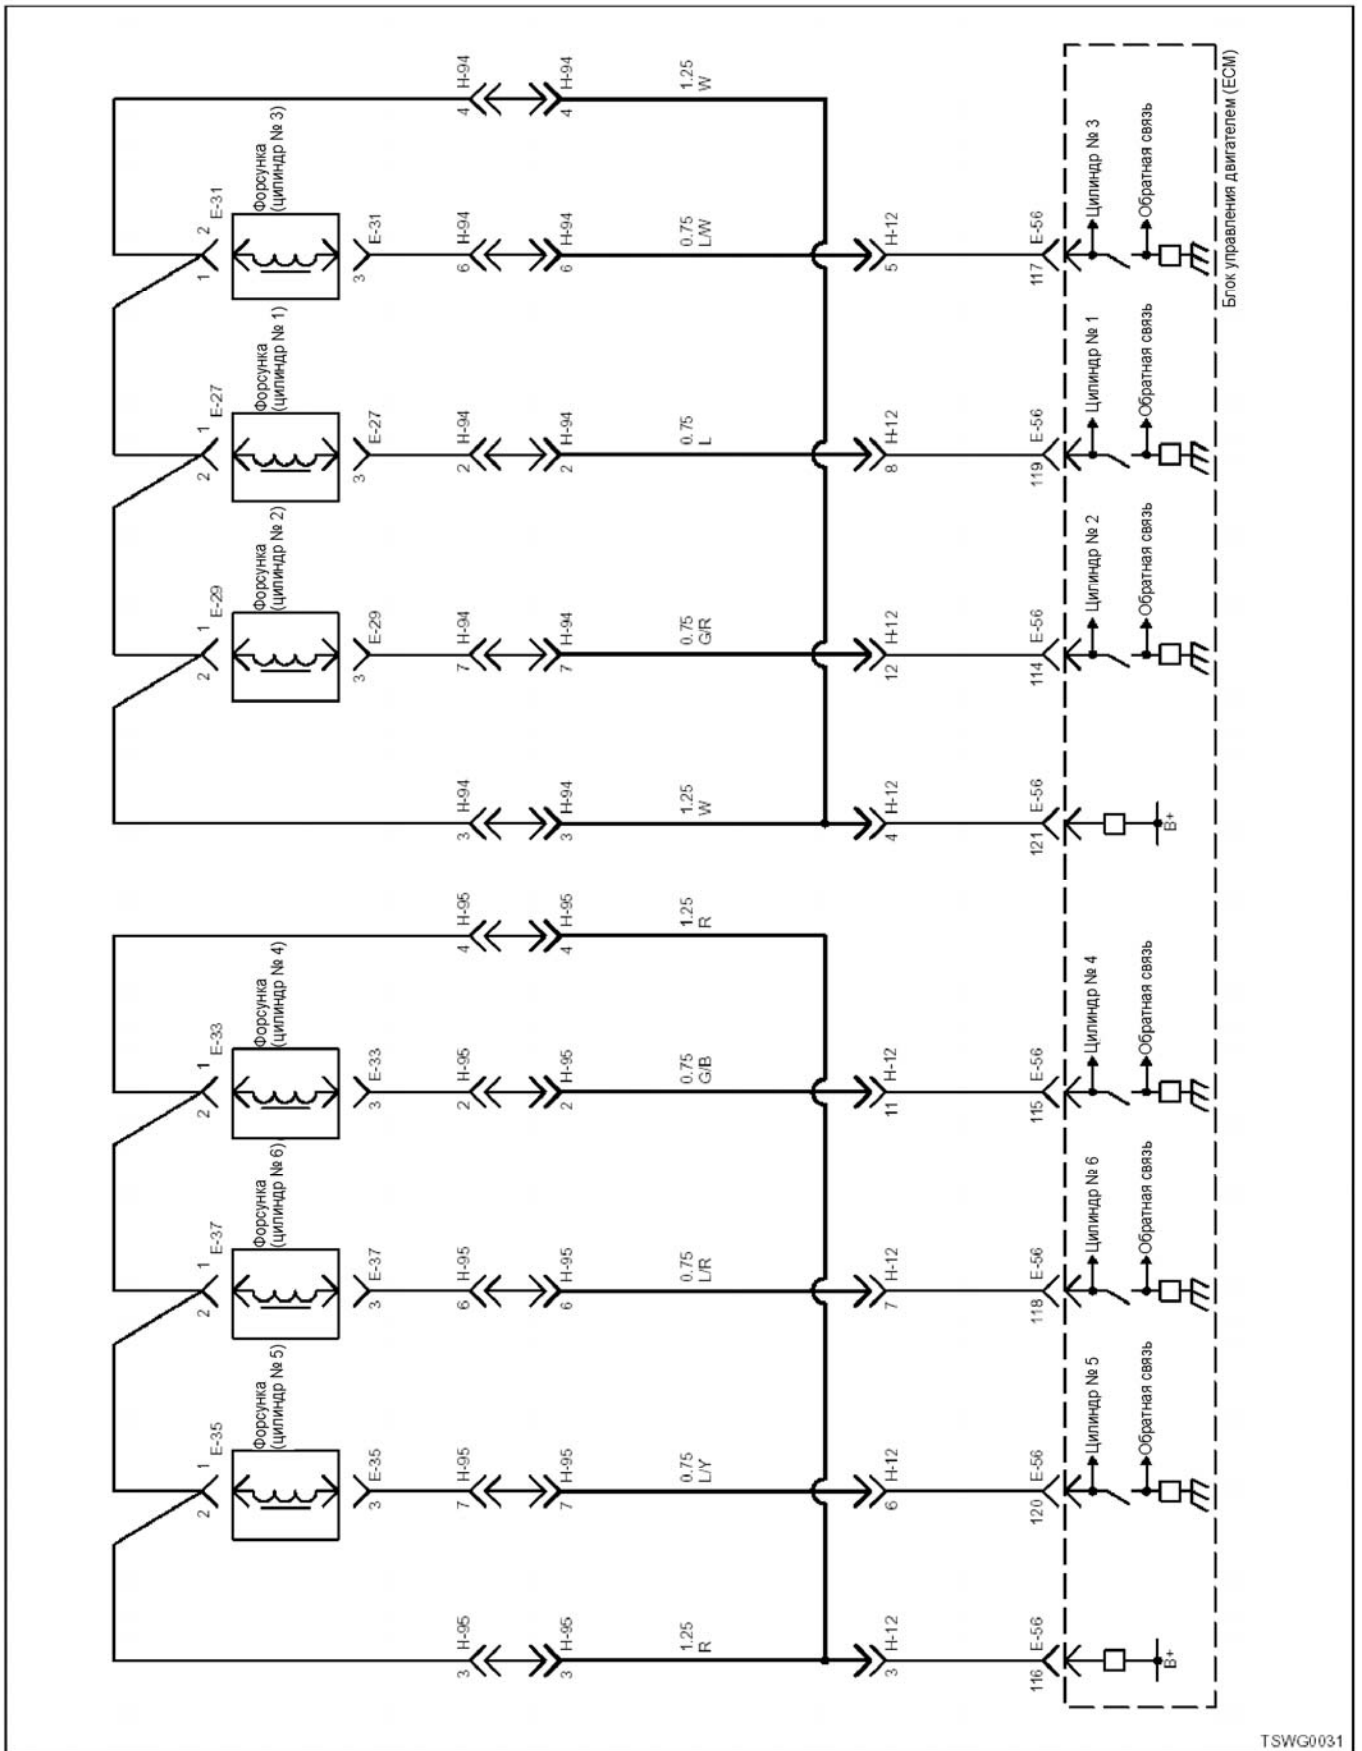 2
1
E-35
2
1
E-37
2
1
E-33
2
1
E-29
2
1
E-27
1
2
E-31
Форсунка
(цилиндр № 5)
Форсунка
(цилиндр № 6)
Форсунка
(цилиндр № 4)
Форсунка
(цилиндр № 2)
Форсунка
(цилиндр № 1)
Форсунка
(цилиндр № 3)
3 E-35
3 E-37
3 E-33
3 E-29
3 E-27
3 E-31
3 H-95
7 H-95
6 H-95
2 H-95
4 H-95
3 H-94
7 H-94
2 H-94
6 H-94
4 H-94
3 H-95
7 H-95
6 H-95
2 H-95
4 H-95
3 H-94
7 H-94
2 H-94
6 H-94
4 H-94
1.25
R
0.75
L/Y
0.75
L/R
0.75
G/B
1.25
R
1.25
W
0.75
G/R
0.75
L
0.75
L/W
1.25
W
3 H-12
6 H-12
7 H-12
11 H-12
4 H-12
12 H-12
8 H-12
5 H-12
116 E-56
120 E-56
118 E-56
115 E-56
121 E-56
114 E-56
119 E-56
117 E-56
Цилиндр № 5
Цилиндр № 6
Цилиндр № 4
Цилиндр № 2
Цилиндр № 1
Цилиндр № 3
Обратная связь
Обратная связь
Обратная связь
Обратная связь
Обратная связь
Обратная связь
B+
B+
Блок управления двигателем (ECM)
TSWG0031